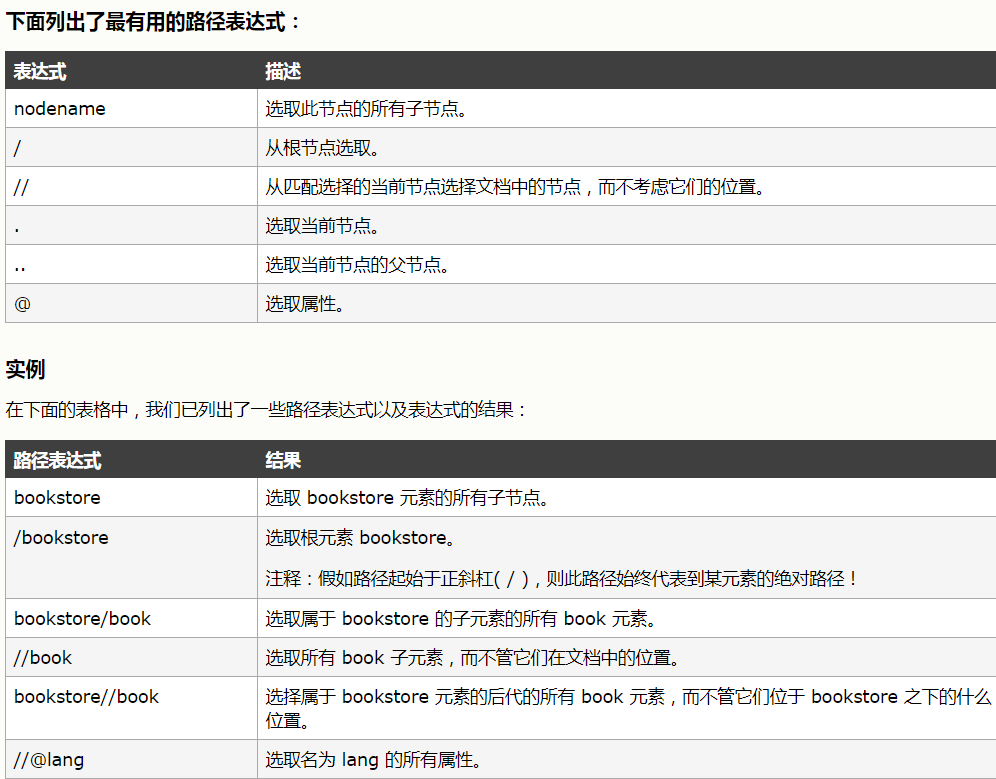 下面列出了最有用的路径表达式：
表达式 描述
nodename 选取此节点的所有子节点。
/ 从根节点选取。
// 从匹配选择的当前节点选择文档中的节点，而不考虑它们的位置。
. 选取当前节点。
.. 选取当前节点的父节点。
@ 选取属性。
实例
在下面的表格中，我们已列出了一些路径表达式以及表达式的结果：
路径表达式 结果
bookstore 选取 bookstore 元素的所有子节点。
/bookstore 选取根元素 bookstore。
注释：假如路径起始于正斜杠( / )，则此路径始终代表到某元素的绝对路径！
bookstore/book 选取属于 bookstore 的子元素的所有 book 元素。
//book 选取所有 book 子元素，而不管它们在文档中的位置。
bookstore//book 选择属于 bookstore 元素的后代的所有 book 元素，而不管它们位于 bookstore 之下的什么
位置。
//@lang 选取名为 lang 的所有属性。